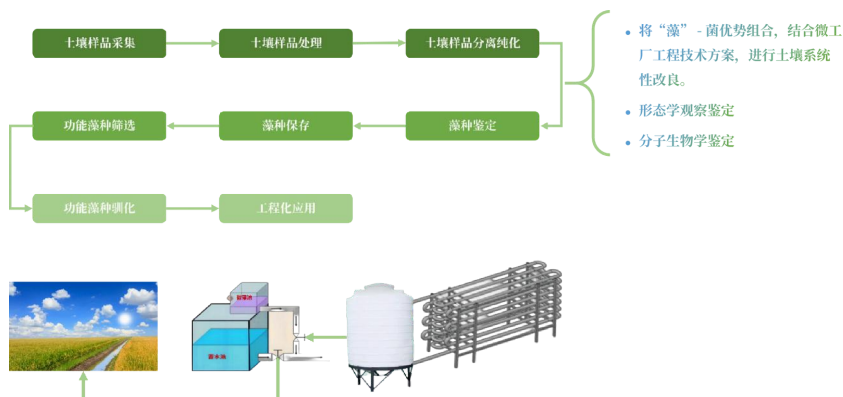 土壤样品采集
土壤样品处理
土壤样品分离纯化
将“藻” - 菌优势组合，结合微工
厂工程技术方案，进行土壤系统
性改良。
形态学观察鉴定
分子生物学鉴定
功能藻种筛选
藻种保存
藻种鉴定
功能藻种驯化
工程化应用
蓄水池